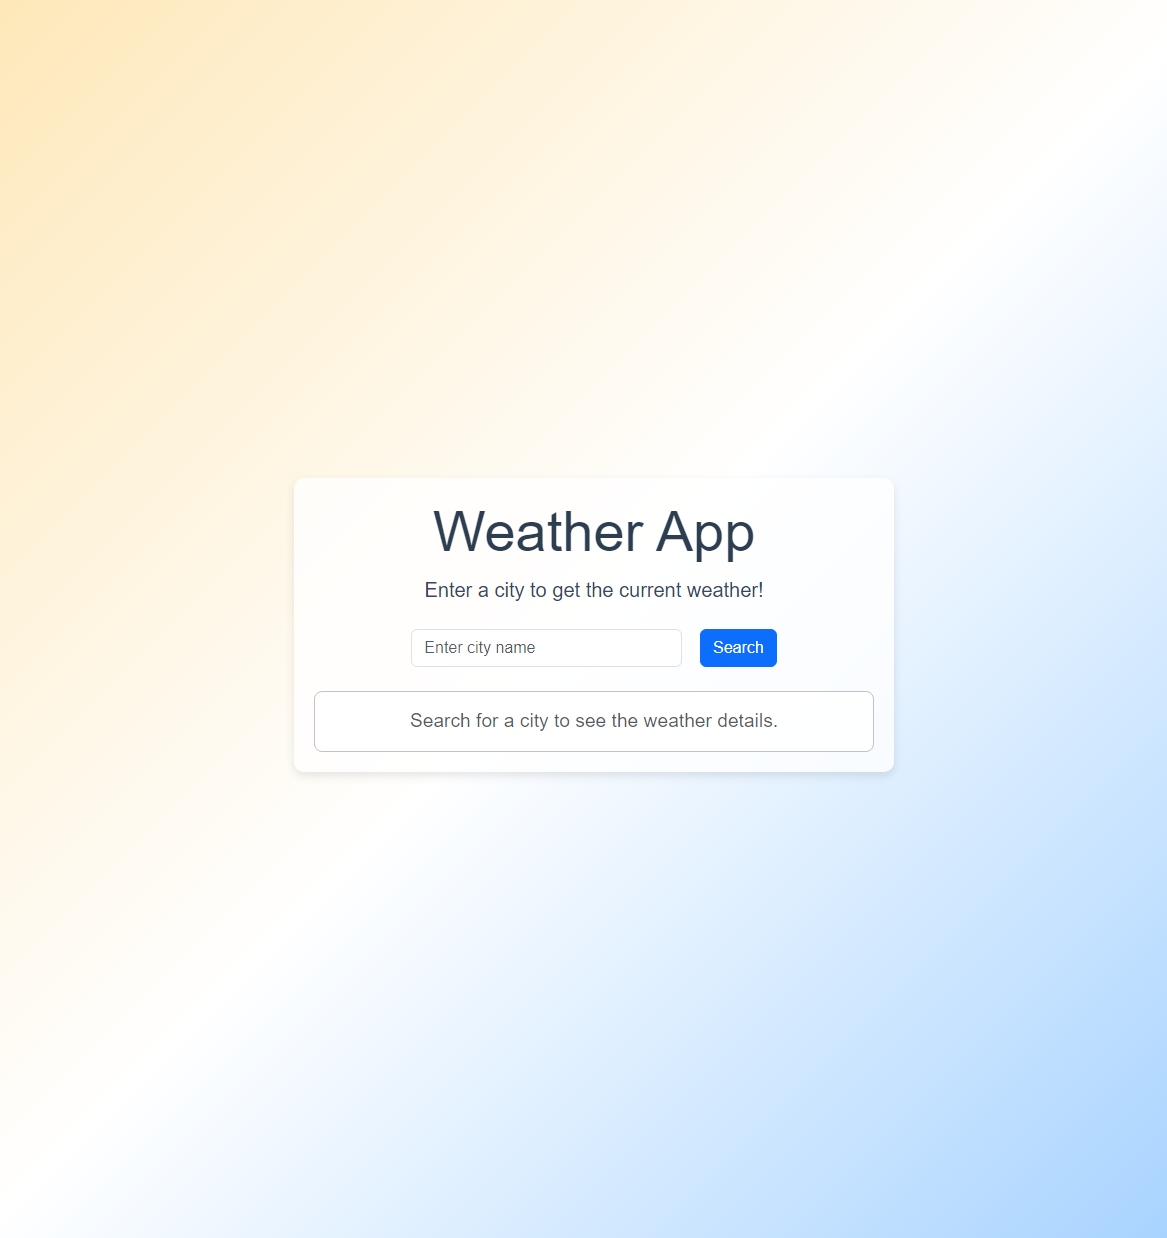 Weather App
Enter a city to get the current weather!
Enter city name
Search
Search for a city to see the weather details.